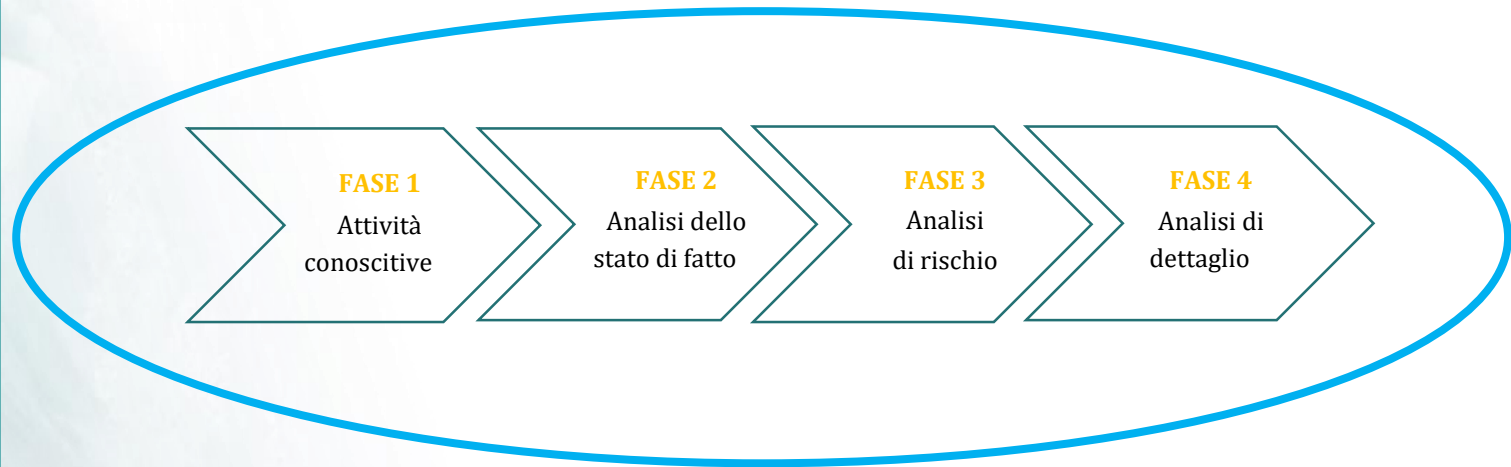 FASE 1
Attività
conoscitive
FASE 2
Analisi dello
stato di fatto
FASE 3
Analisi
di rischio
FASE 4
Analisi di
dettaglio